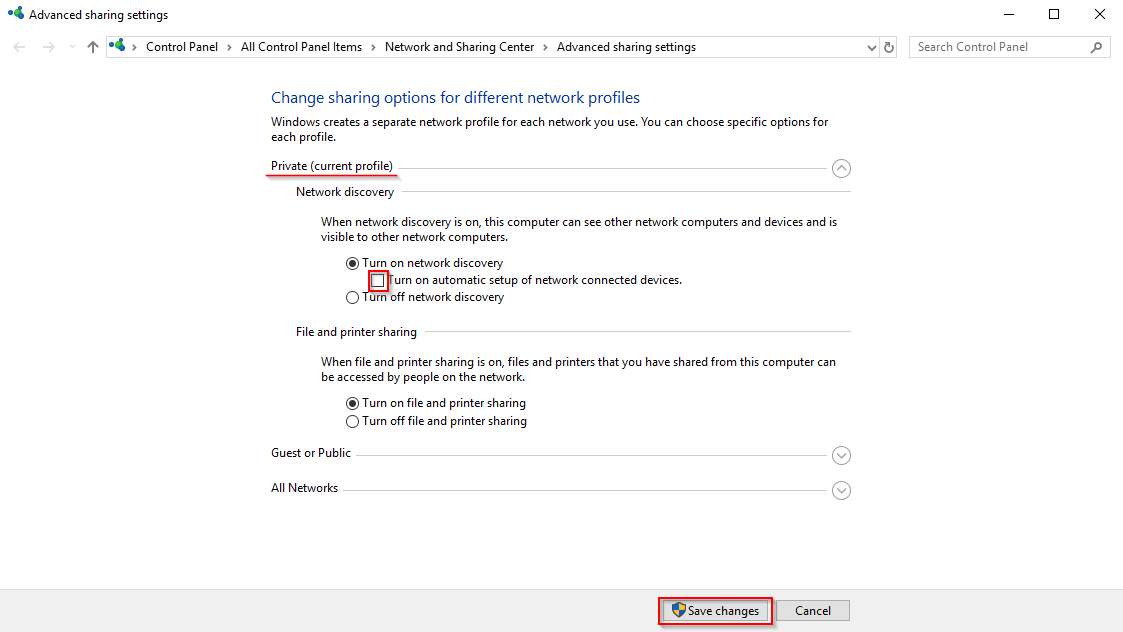 Advanced sharing settings
Control Panel > All Control Panel Items > Network and Sharing Center > Advanced sharing settings
Search Control Panel
Change sharing options for different network profiles
Windows creates a separate network profile for each network you use. You can choose specific options for
each profile.
Private (current profile)
Network discovery
When network discovery is on, this computer can see other network computers and devices and is
visible to other network computers.
Turn on network discovery
Turn on automatic setup of network connected devices.
Turn off network discovery
File and printer sharing
When file and printer sharing is on, files and printers that you have shared from this computer can
be accessed by people on the network.
Turn on file and printer sharing
Turn off file and printer sharing
Guest or Public
All Networks
Save changes
Cancel